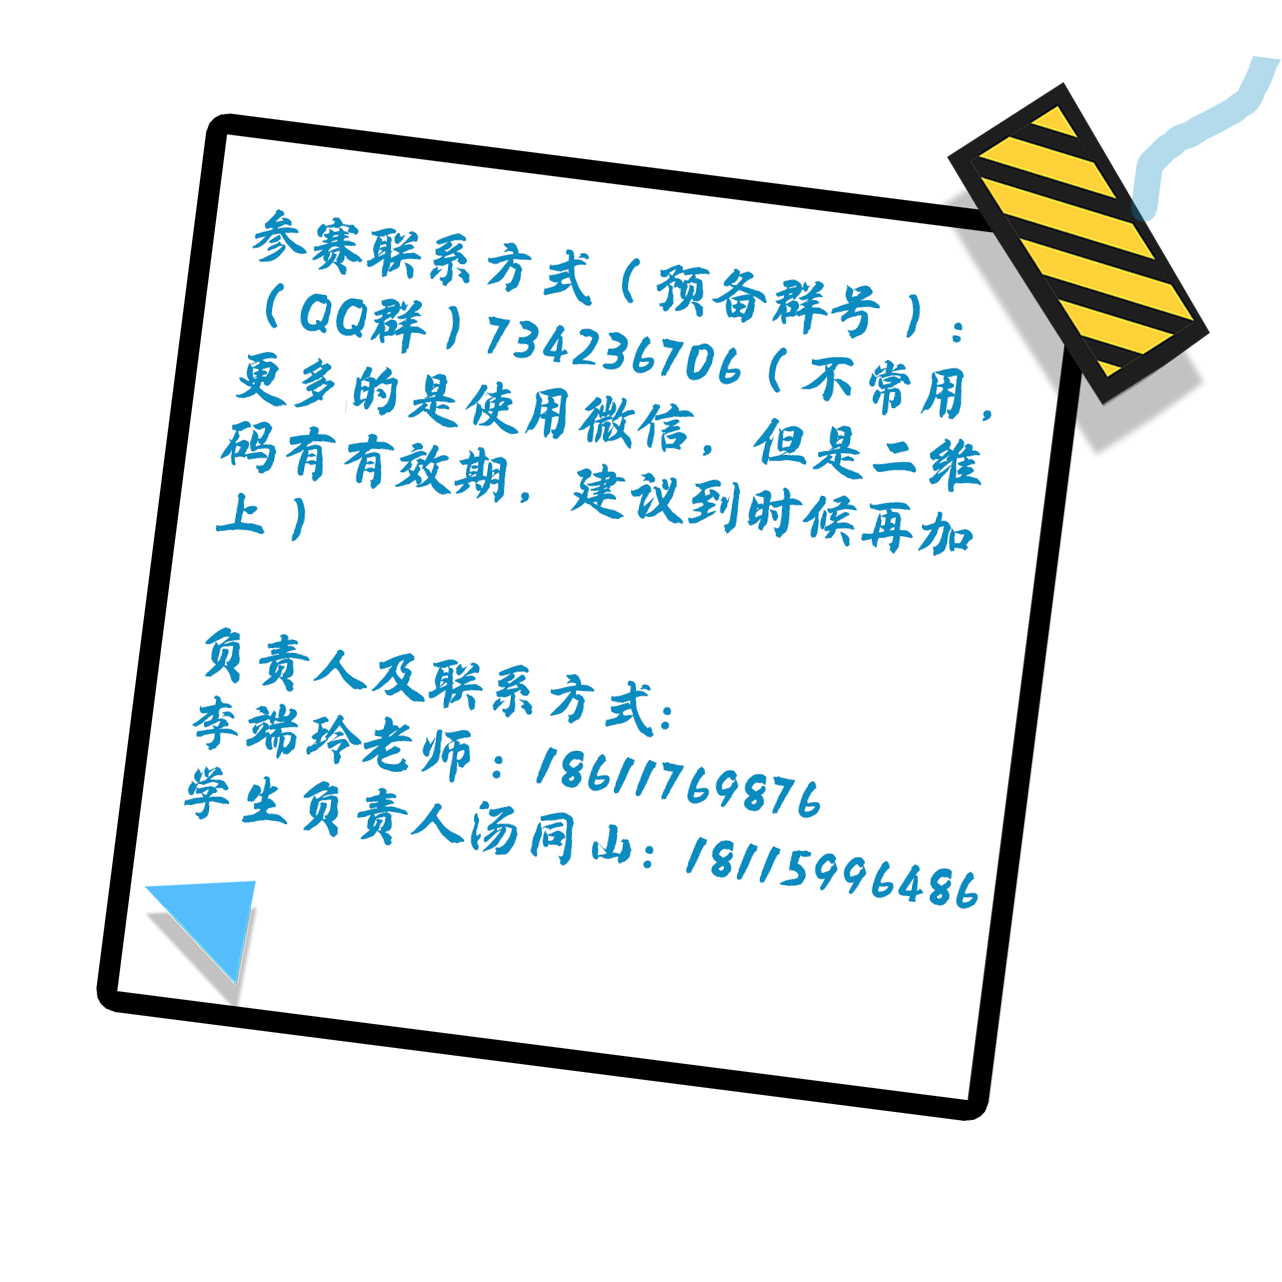 参赛联系方式（预备群号）：
（QQ群）734236706（不常用，
更多的是使用微信，但是二维
码有有效期，建议到时候再加
上）
负责人及联系方式:
李端玲老师：18611769876
学生负责人汤同山：18115996486